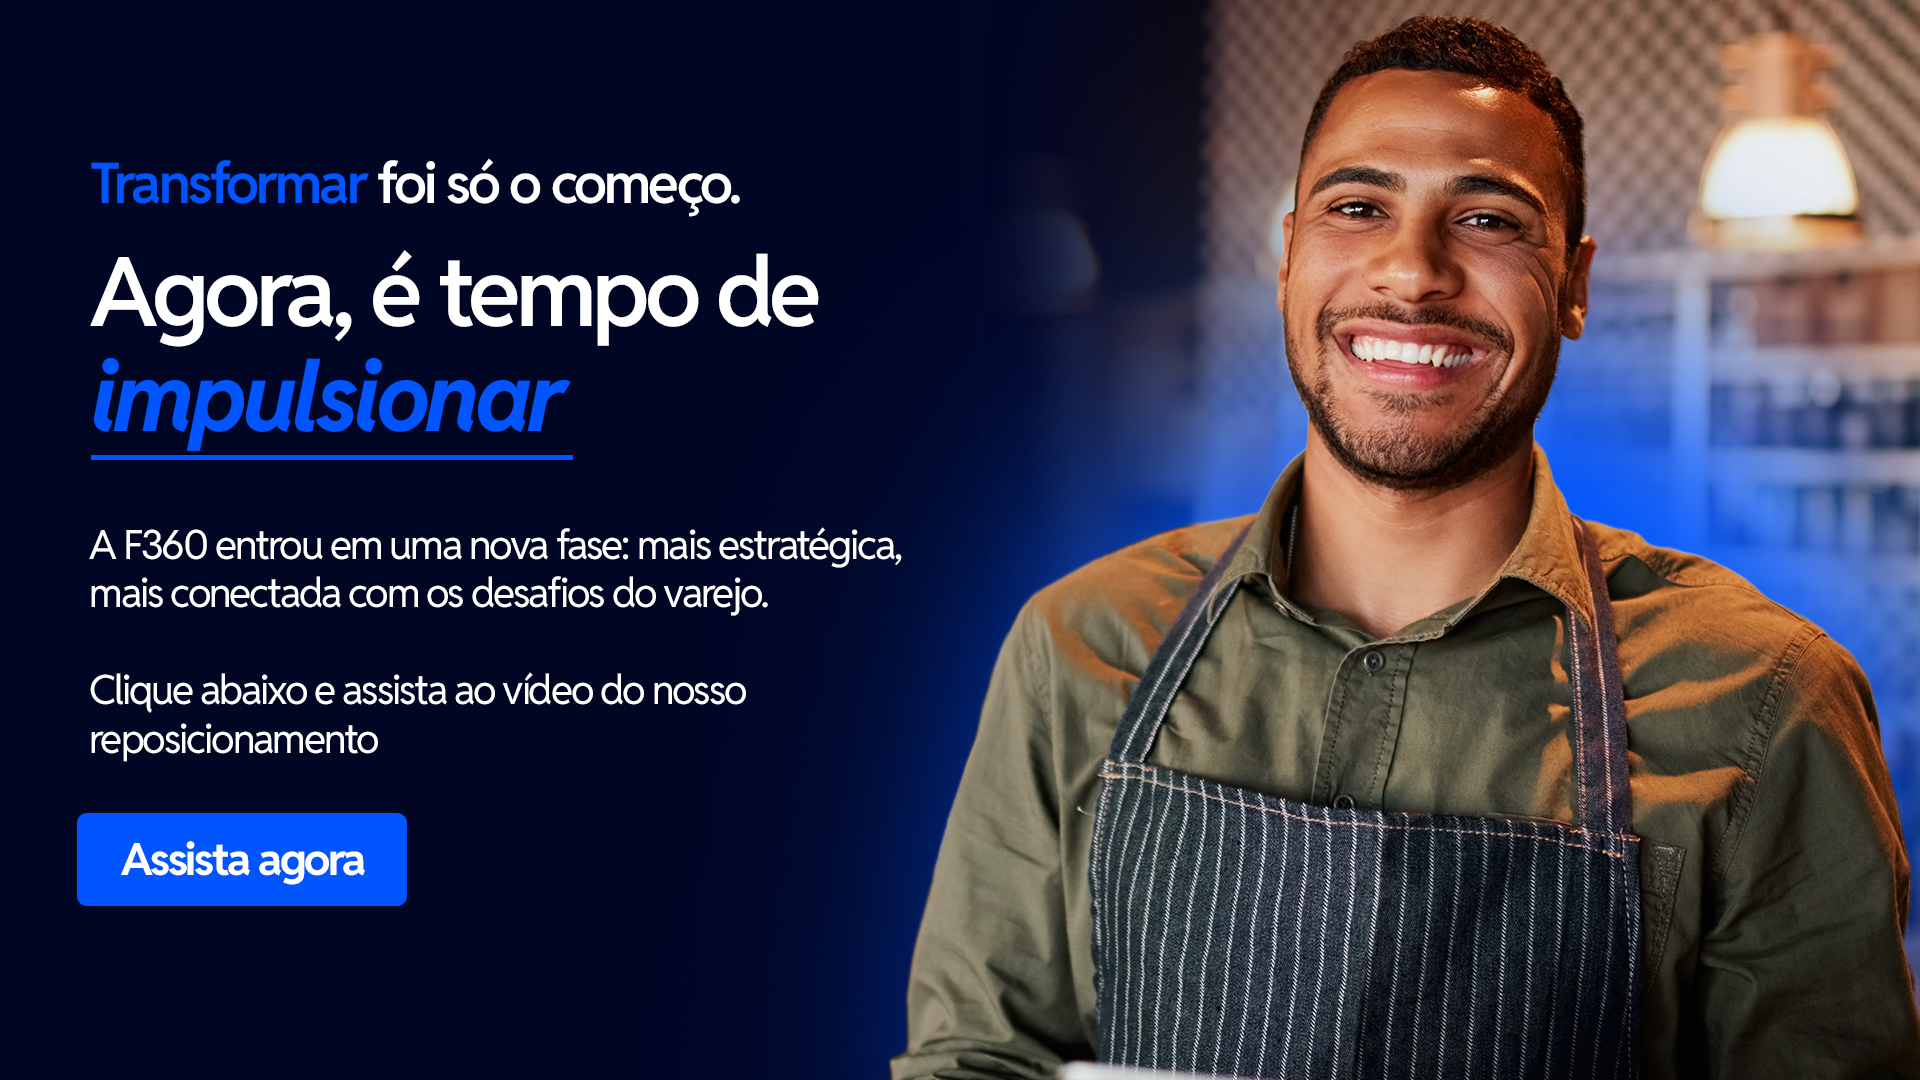 Transformar foi só o começo.
Agora, é tempo de
impulsionar
A F360 entrou em uma nova fase: mais estratégica,
mais conectada com os desafios do varejo.
Clique abaixo e assista ao vídeo do nosso
reposicionamento
Assista agora